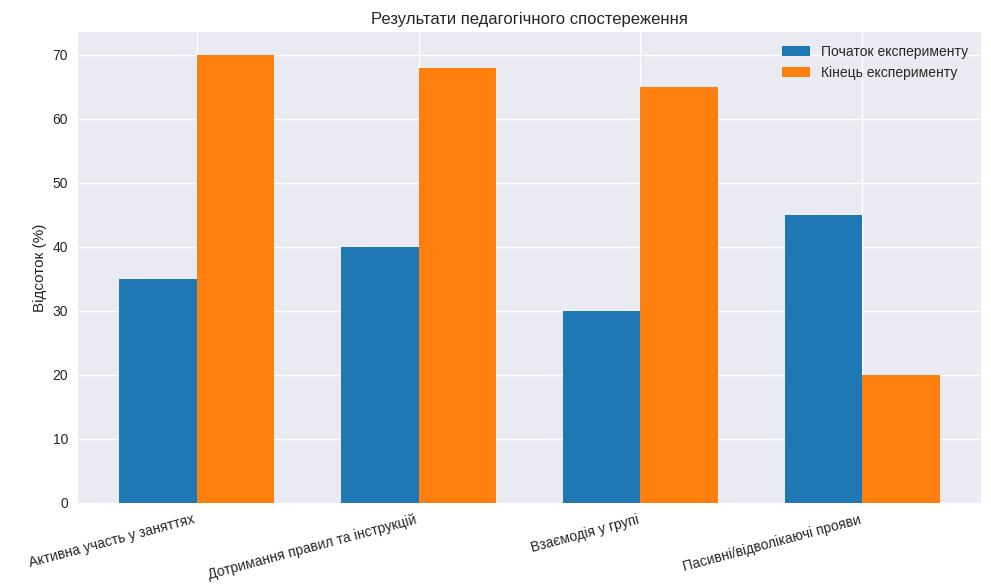 Результати педагогічного спостереження
Початок експерименту
Кінець експерименту
Відсоток (%)
70
60
50
40
30
20
10
0
Активна участь у заняттях
Дотримання правил та інструкцій
Взаємодія у групі
Пасивні/відволікаючі прояви